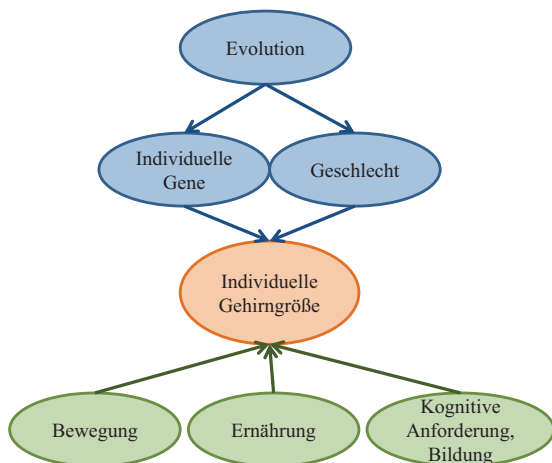 Evolution
Individuelle
Gene
Geschlecht
Individuelle
Gehirngröße
Bewegung
Ernährung
Kognitive
Anforderung,
Bildung